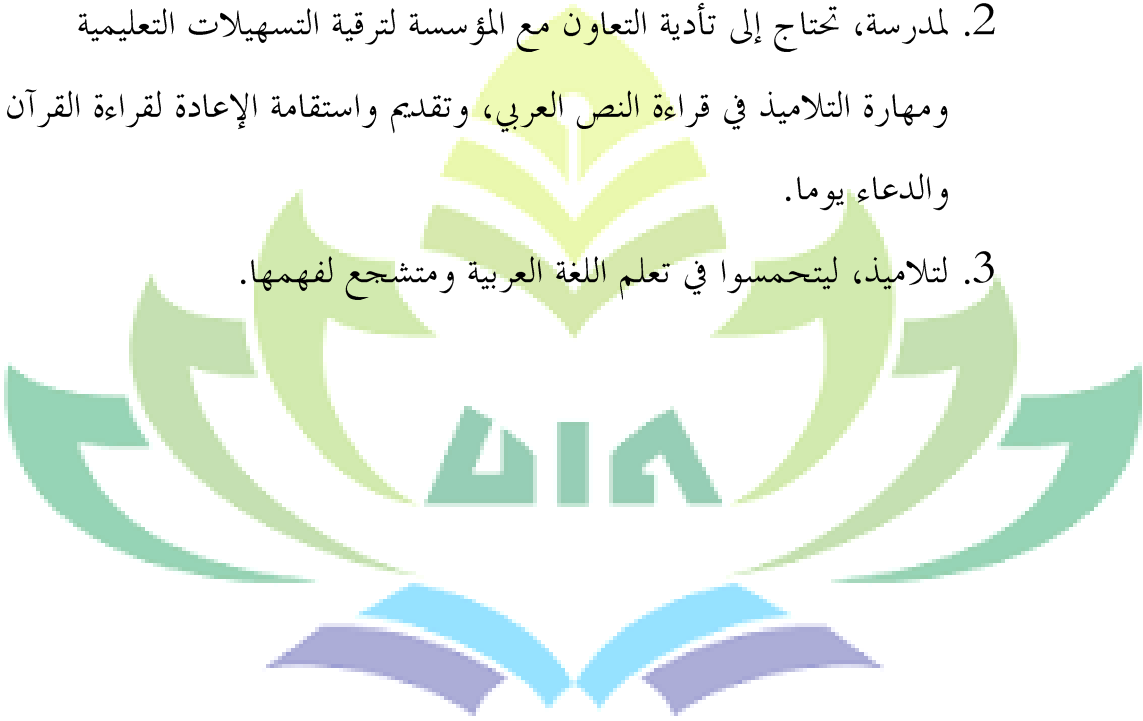 2. لمدرسة، تحتاج إلى تأدية التعاون مع المؤسسة لترقية التسهيلات التعليمية
ومهارة التلاميذ في قراءة النص العربي، وتقديم واستقامة الإعادة لقراءة القرآن
والدعاء يوما.
3. لتلاميذ، ليتحمسوا في تعلم اللغة العربية ومتشجع لفهمها.